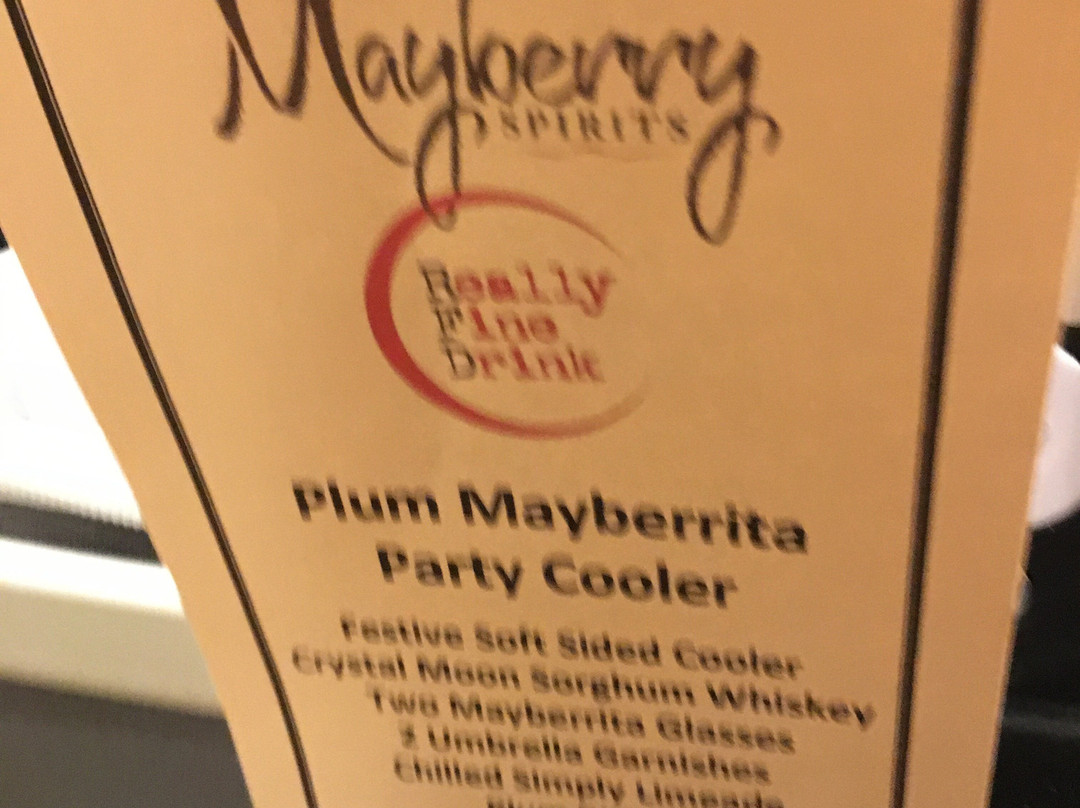 Mayberry
SPIRITS
Really
Fine
Drink
Plum Mayberrita
Party Cooler
Festive Soft Sided Cooler
Crystal Moon Sorghum Whiskey
Two Mayberrita Glasses
2 Umbrella Garnishes
Chilled Simply Limeade
Plum